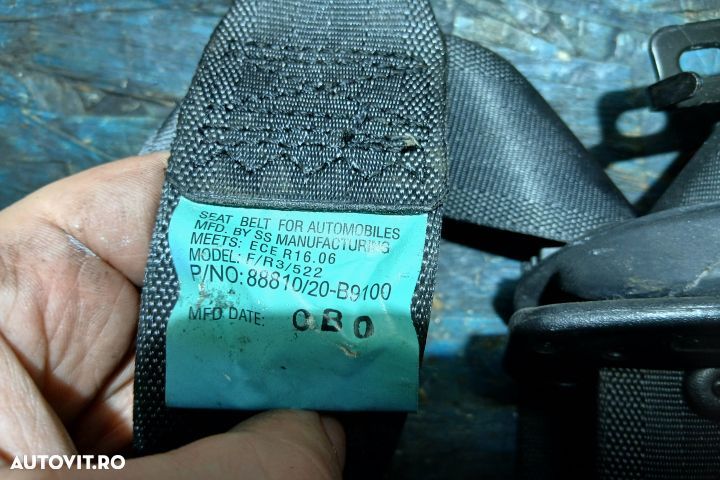 SEAT BELT FOR AUTOMOBILES
MFD. BY SS MANUFACTURING
MEETS: ECE R16.06
MODEL: F/R3/522
P/NO: 88810/20-B9100
MFD DATE: OBO
AUTOVIT.RO